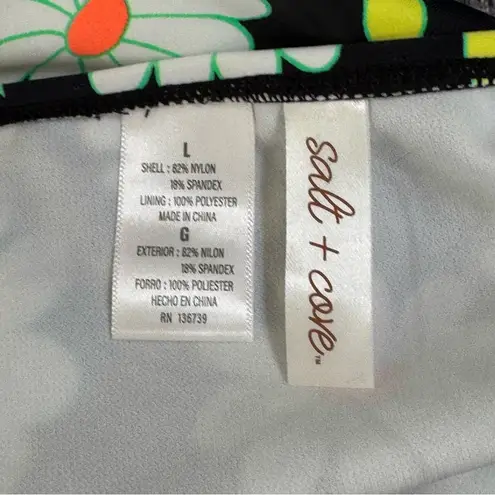 L
SHELL : 82% NYLON
18% SPANDEX
LINING : 100% POLYESTER
MADE IN CHINA
G
EXTERIOR : 82% NILON
18% SPANDEX
FORRO : 100% POLIESTER
HECHO EN CHINA
RN 136739
salt + cove™